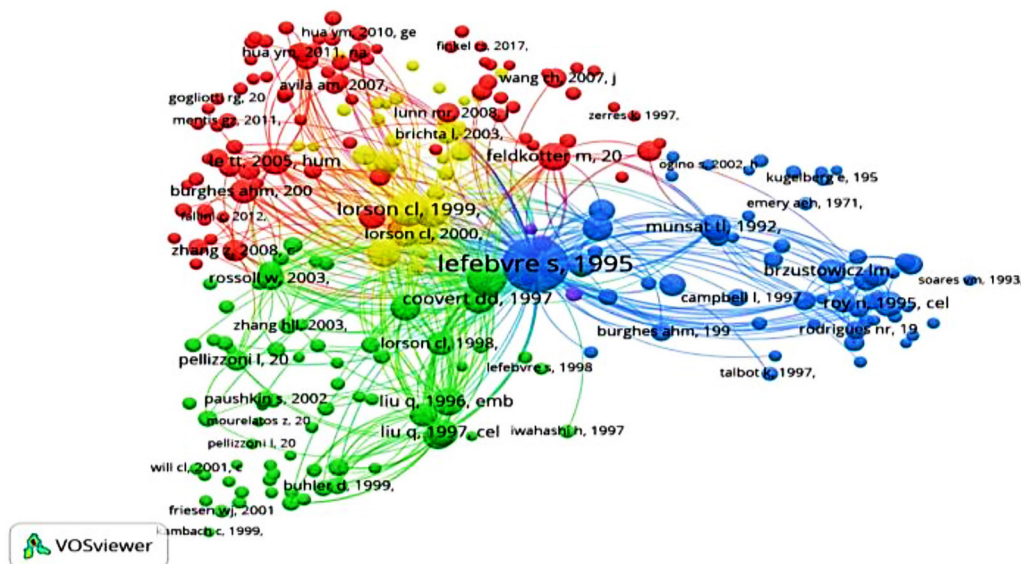 hua ym, 2010, ge
hua ym, 2011, na
finkel rs, 2017,
avila am, 2007,
wang ch, 2007, j
gogliotti rg, 20
mentis gz, 2011,
lunn mr, 2008,
zerres k, 1997,
brichta l, 2003,
le tt, 2005, hum
feldkotter m, 20
ogino s, 2002, h
kugelberg e, 195
burghes ahm, 200
emery aeh, 1971,
lorson cl, 1999,
fallini c, 2012,
munsat tl, 1992,
lorson cl, 2000,
zhang z, 2008,
lefebvre s, 1995
brzustowicz lm,
rossoll w, 2003,
soares vm, 1993,
coovert dd, 1997
campbell l, 1997
roy n, 1995, cel
zhang hll, 2003,
burghes ahm, 199
rodrigues nr, 19
lorson cl, 1998,
pellizzoni l, 20
lefebvre s, 1998
talbot k, 1997,
paushkin s, 2002
liu q, 1996, emb
mourelatos z, 20
liu q, 1997, cel
iwahashi h, 1997
pellizzoni l, 20
will cl, 2001, c
buhler d, 1999,
friesen wj, 2001
kambach c, 1999,
VOSviewer